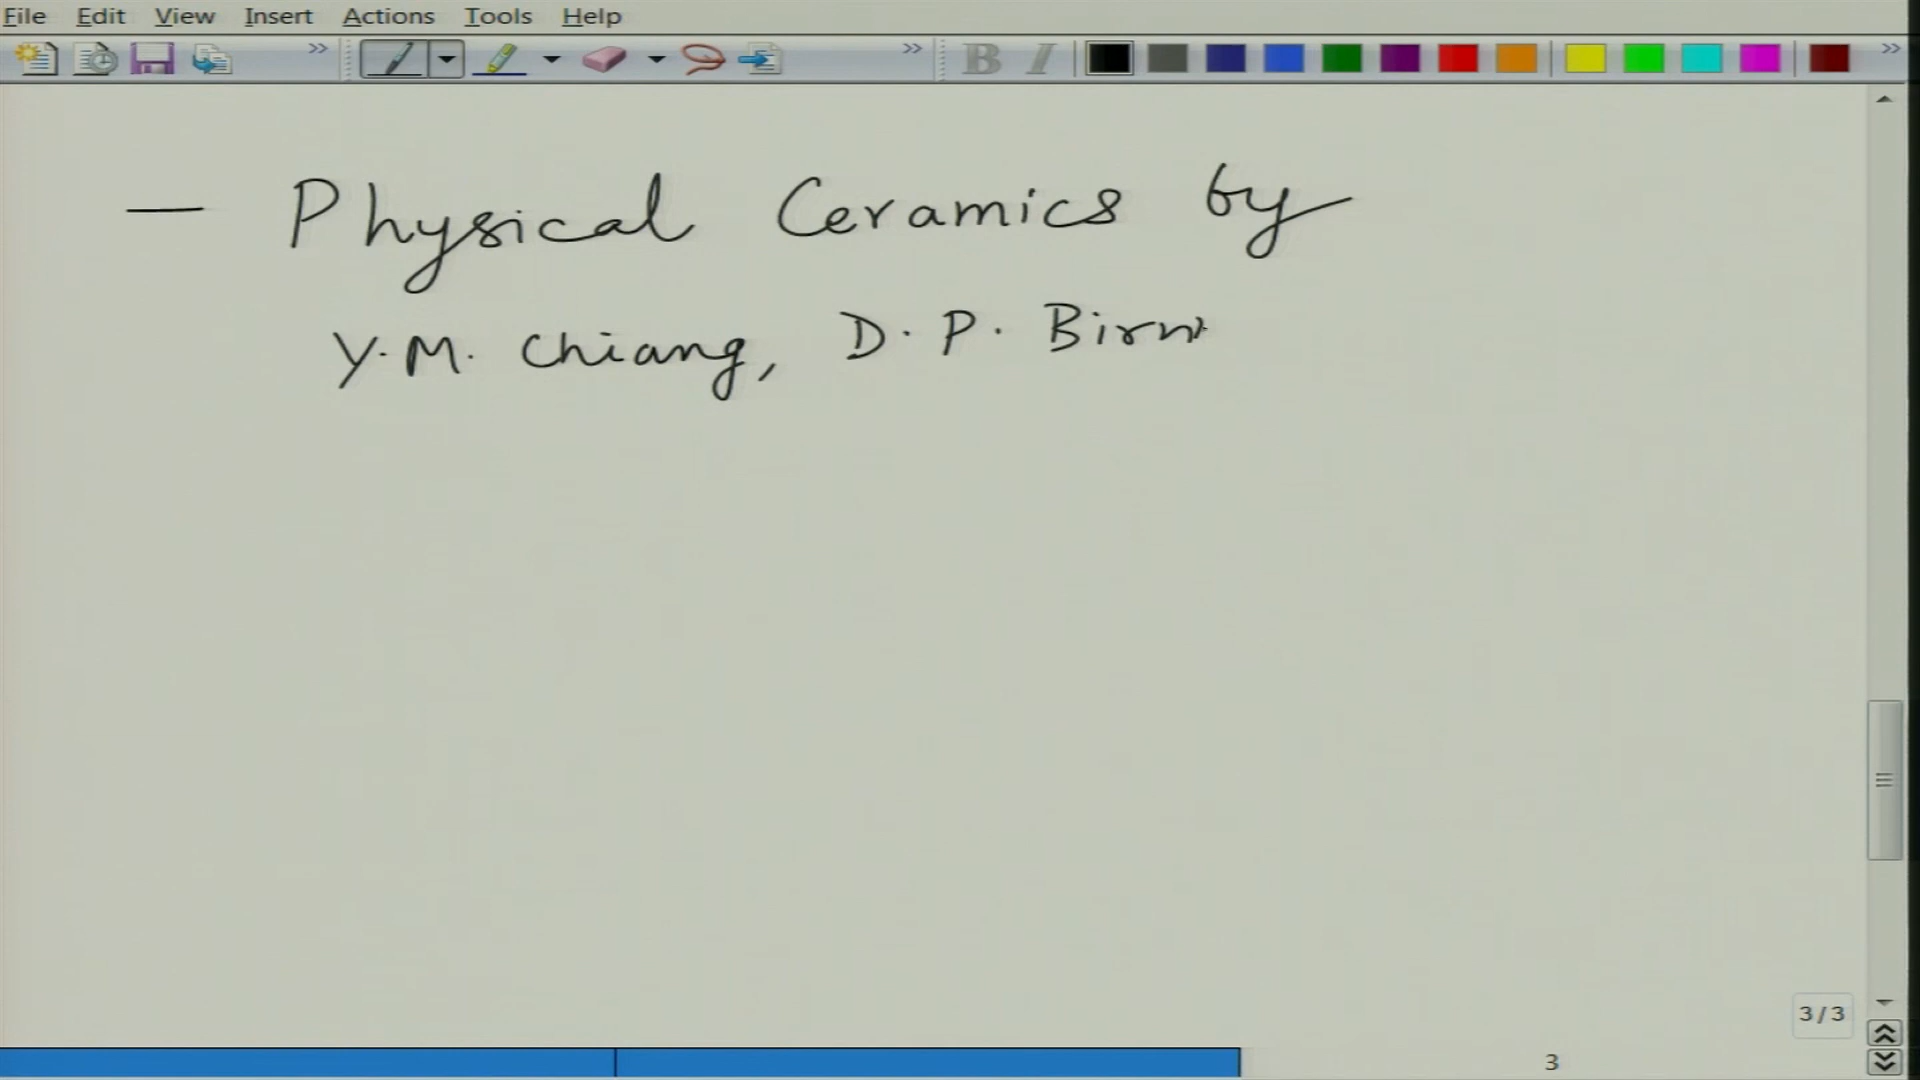 File Edit View Insert Actions Tools Help
B I
— Physical Ceramics by
Y.M. Chiang, D.P. Birn
3/3
3